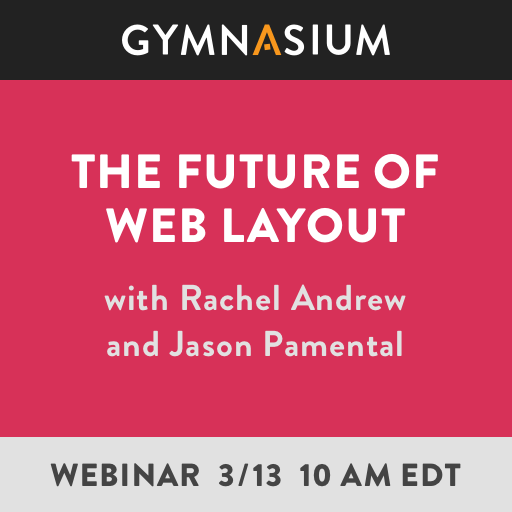 GYMNASIUM
THE FUTURE OF
WEB LAYOUT
with Rachel Andrew
and Jason Pamental
WEBINAR 3/13 10 AM EDT